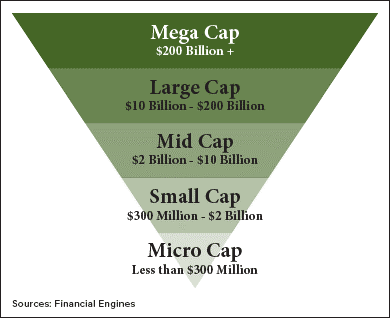 Mega Cap
$200 Billion +
Large Cap
$10 Billion - $200 Billion
Mid Cap
$2 Billion - $10 Billion
Small Cap
$300 Million - $2 Billion
Micro Cap
Less than $300 Million
Sources: Financial Engines